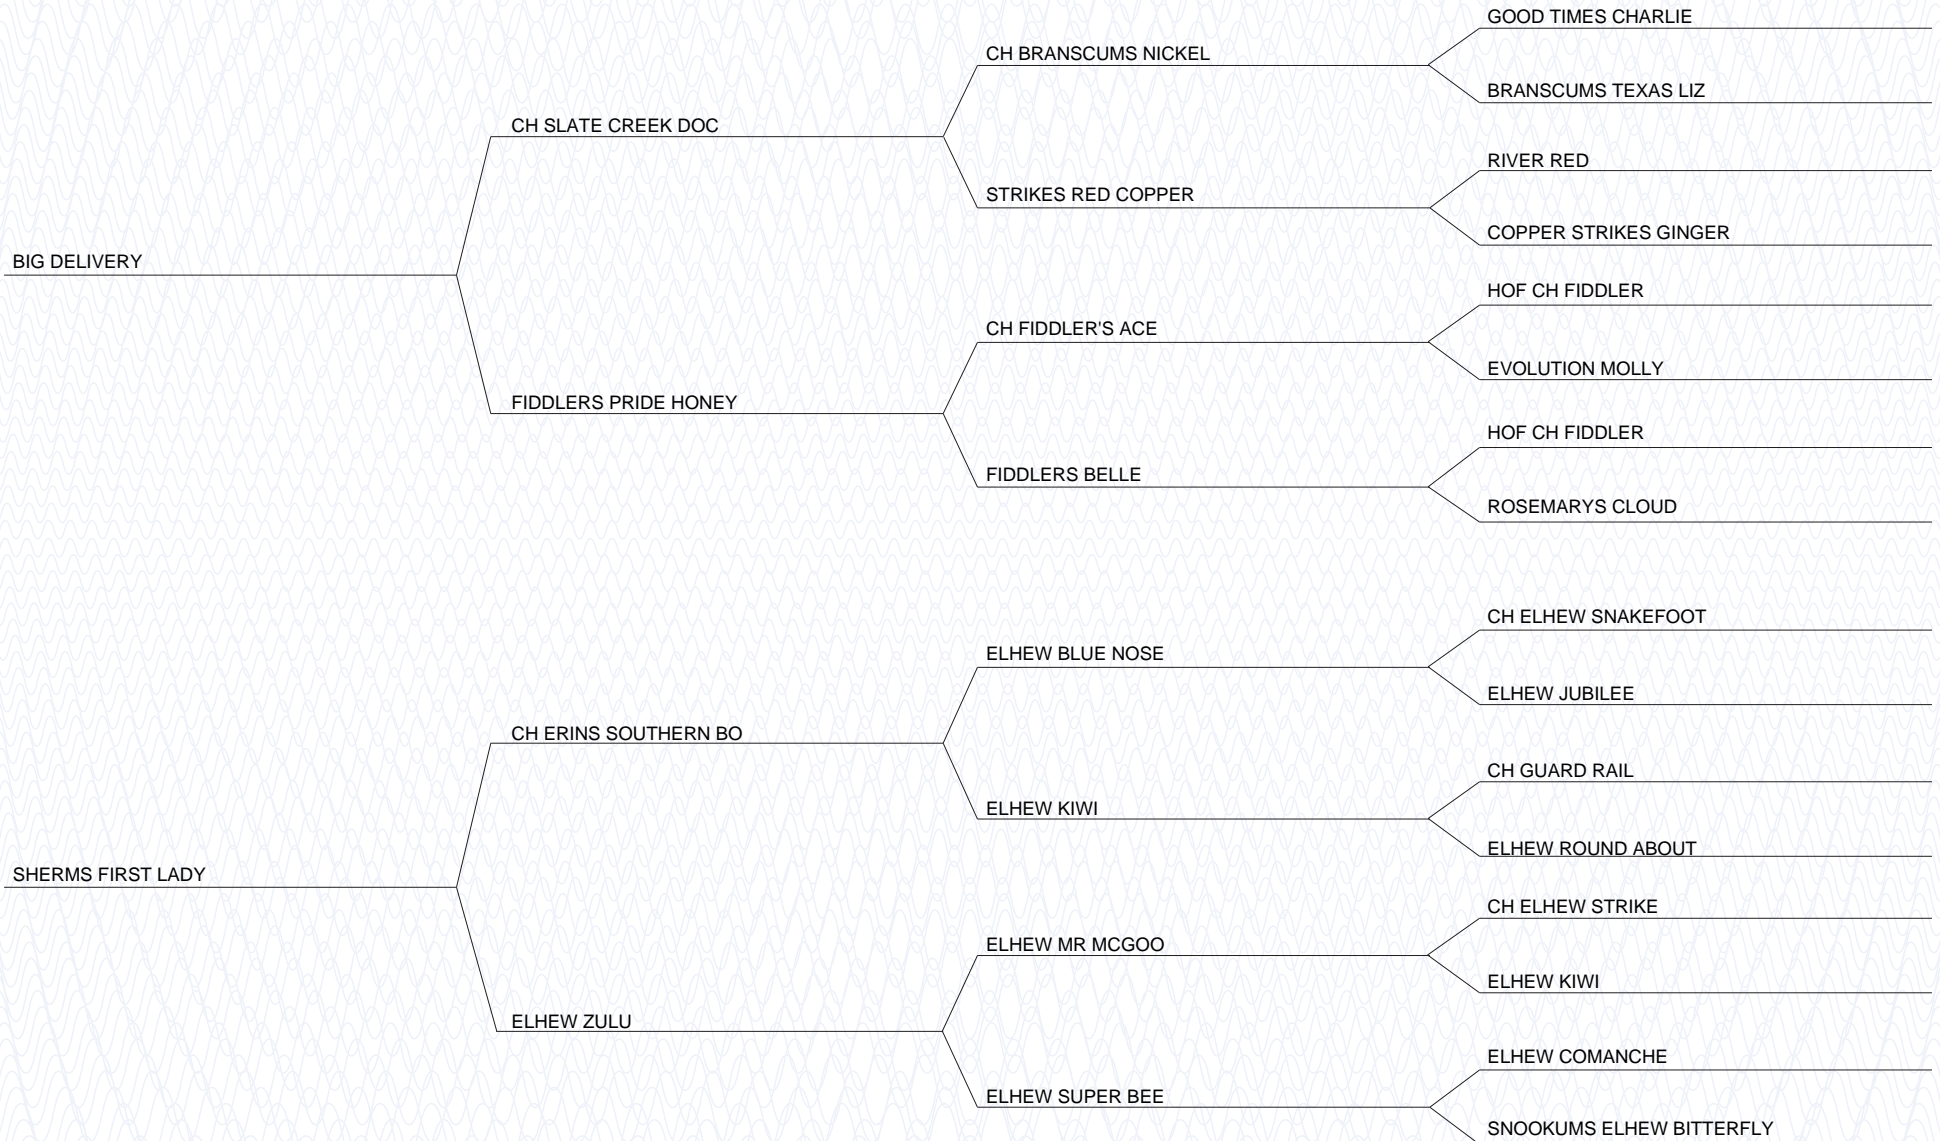 GOOD TIMES CHARLIE
CH BRANSCUMS NICKEL
BRANSCUMS TEXAS LIZ
CH SLATE CREEK DOC
RIVER RED
STRIKES RED COPPER
COPPER STRIKES GINGER
BIG DELIVERY
HOF CH FIDDLER
CH FIDDLER'S ACE
EVOLUTION MOLLY
FIDDLERS PRIDE HONEY
HOF CH FIDDLER
FIDDLERS BELLE
ROSEMARYS CLOUD
CH ELHEW SNAKEFOOT
ELHEW BLUE NOSE
ELHEW JUBILEE
CH ERINS SOUTHERN BO
CH GUARD RAIL
ELHEW KIWI
ELHEW ROUND ABOUT
SHERMS FIRST LADY
CH ELHEW STRIKE
ELHEW MR MCGOO
ELHEW KIWI
ELHEW ZULU
ELHEW COMANCHE
ELHEW SUPER BEE
SNOOKUMS ELHEW BITTERFLY